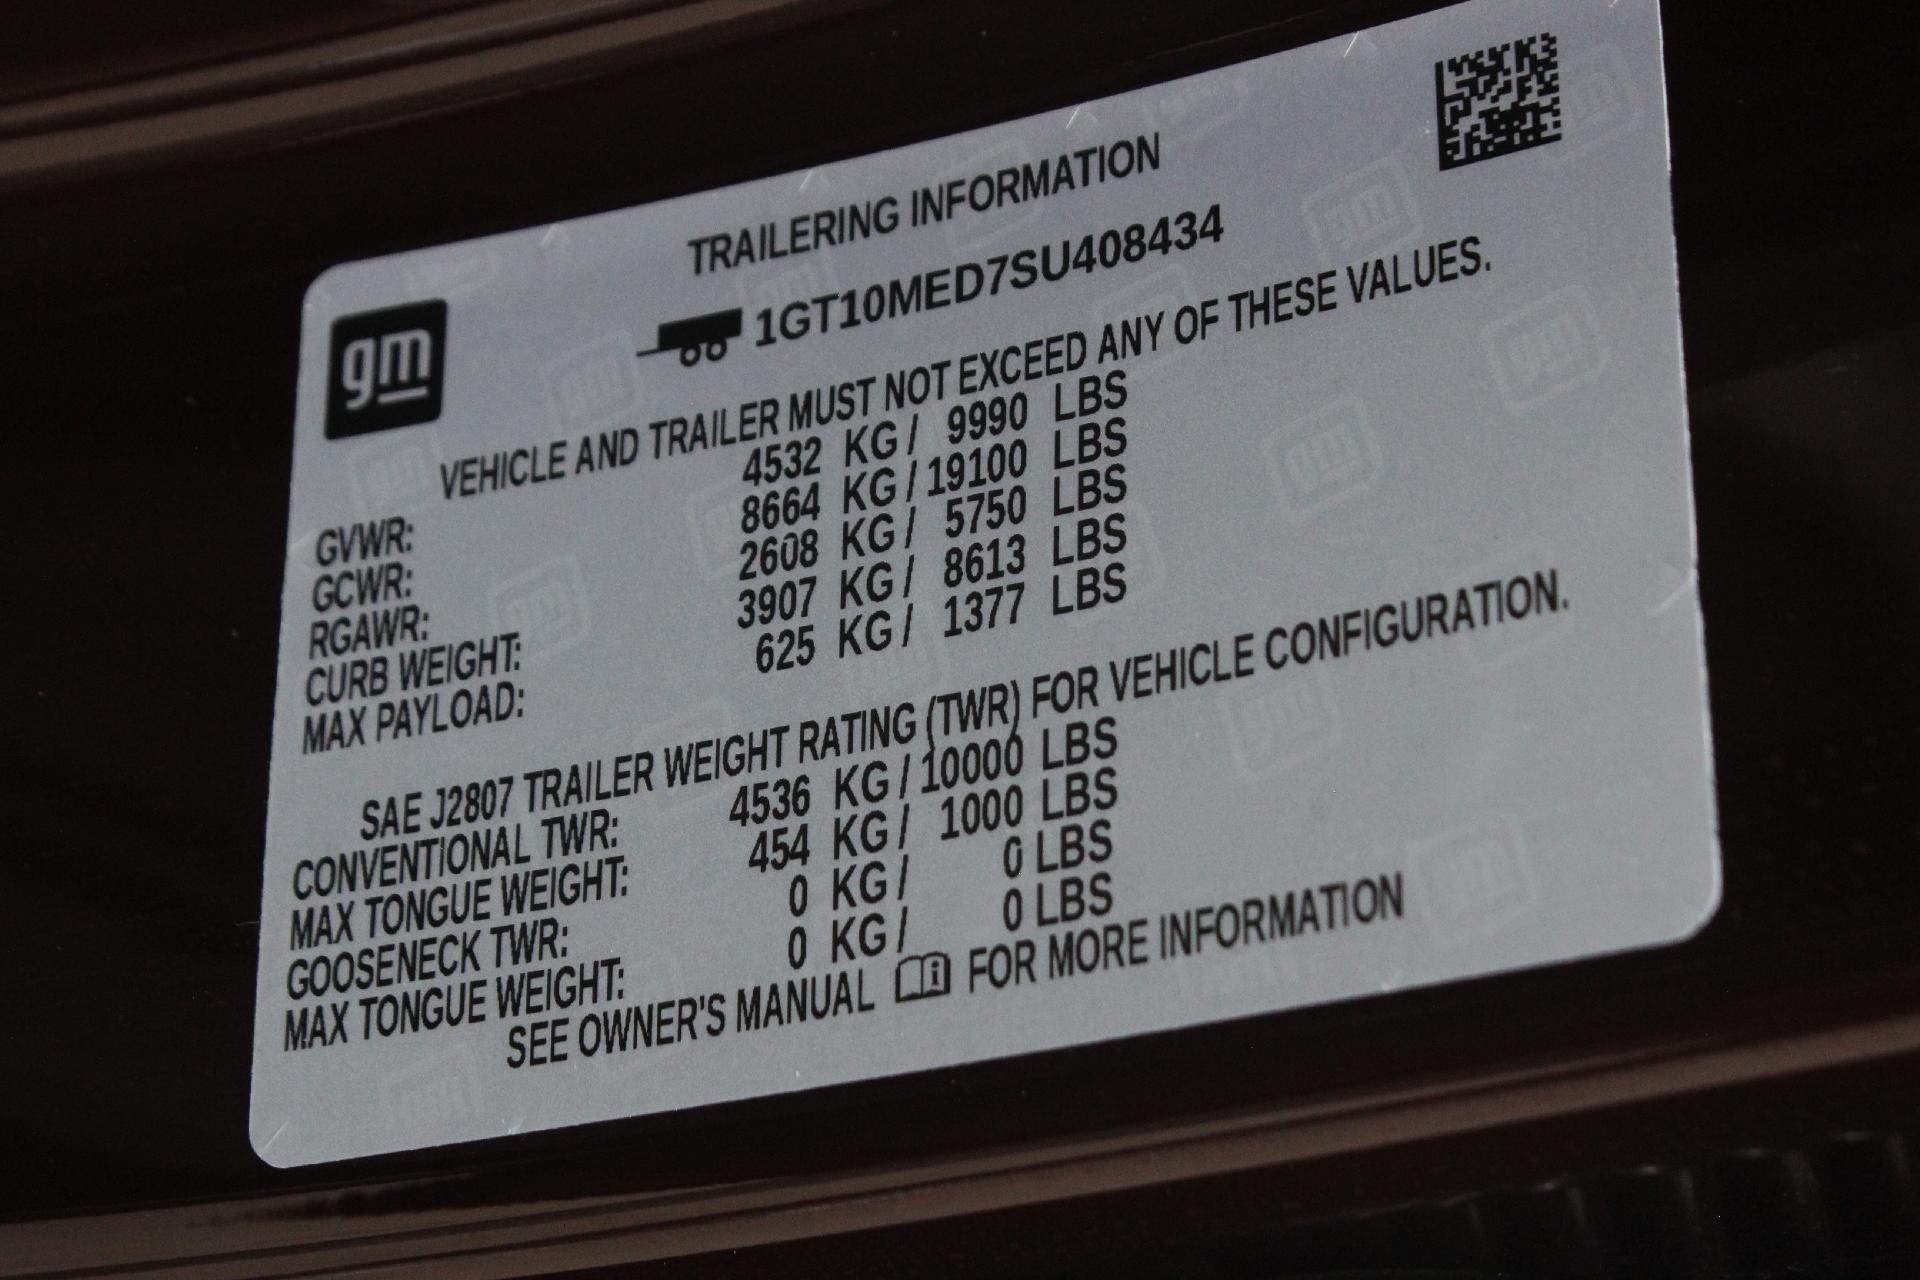 TRAILERING INFORMATION
gm
1GT10MED7SU408434
VEHICLE AND TRAILER MUST NOT EXCEED ANY OF THESE VALUES.
GVWR: 4532 KG / 9990 LBS
GCWR: 8664 KG / 19100 LBS
RGAWR: 2608 KG / 5750 LBS
CURB WEIGHT: 3907 KG / 8613 LBS
MAX PAYLOAD: 625 KG / 1377 LBS
SAE J2807 TRAILER WEIGHT RATING (TWR) FOR VEHICLE CONFIGURATION.
CONVENTIONAL TWR: 4536 KG / 10000 LBS
MAX TONGUE WEIGHT: 454 KG / 1000 LBS
GOOSENECK TWR: 0 KG / 0 LBS
MAX TONGUE WEIGHT: 0 KG / 0 LBS
SEE OWNER'S MANUAL FOR MORE INFORMATION